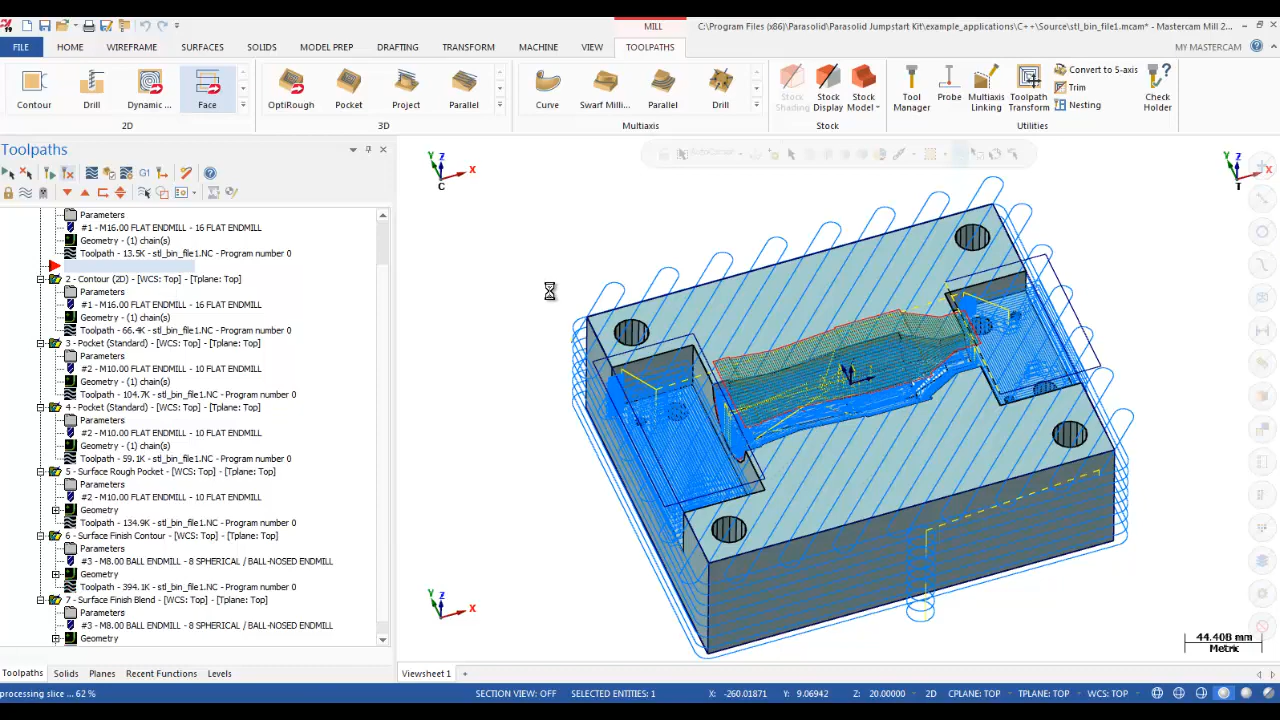 MILL
C:\Program Files (x86)\Parasolid\Parasolid Jumpstart Kit\example_applications\C++\Source\stl_bin_file1.mcam* - Mastercam Mill 2...
FILE HOME WIREFRAME SURFACES SOLIDS MODEL PREP DRAFTING TRANSFORM MACHINE VIEW TOOLPATHS MY MASTERCAM
Contour Drill Dynamic ... Face OptiRough Pocket Project Parallel Curve Swarf Milli... Parallel Drill Stock Shading Stock Display Stock Model Tool Manager Probe Multiaxis Linking Toolpath Transform Convert to 5-axis Trim Nesting Check Holder
2D 3D Multiaxis Stock Utilities
Toolpaths
G1
Parameters
#1 - M16.00 FLAT ENDMILL - 16 FLAT ENDMILL
Geometry - (1) chain(s)
Toolpath - 13.5K - stl_bin_file1.NC - Program number 0
2 - Contour (2D) - [WCS: Top] - [Tplane: Top]
Parameters
#1 - M16.00 FLAT ENDMILL - 16 FLAT ENDMILL
Geometry - (1) chain(s)
Toolpath - 66.4K - stl_bin_file1.NC - Program number 0
3 - Pocket (Standard) - [WCS: Top] - [Tplane: Top]
Parameters
#2 - M10.00 FLAT ENDMILL - 10 FLAT ENDMILL
Geometry - (1) chain(s)
Toolpath - 104.7K - stl_bin_file1.NC - Program number 0
4 - Pocket (Standard) - [WCS: Top] - [Tplane: Top]
Parameters
#2 - M10.00 FLAT ENDMILL - 10 FLAT ENDMILL
Geometry - (1) chain(s)
Toolpath - 59.1K - stl_bin_file1.NC - Program number 0
5 - Surface Rough Pocket - [WCS: Top] - [Tplane: Top]
Parameters
#2 - M10.00 FLAT ENDMILL - 10 FLAT ENDMILL
Geometry
Toolpath - 134.9K - stl_bin_file1.NC - Program number 0
6 - Surface Finish Contour - [WCS: Top] - [Tplane: Top]
Parameters
#3 - M8.00 BALL ENDMILL - 8 SPHERICAL / BALL-NOSED ENDMILL
Geometry
Toolpath - 394.1K - stl_bin_file1.NC - Program number 0
7 - Surface Finish Blend - [WCS: Top] - [Tplane: Top]
Parameters
#3 - M8.00 BALL ENDMILL - 8 SPHERICAL / BALL-NOSED ENDMILL
Geometry
Y Z X
C
Y Z X
T
Y Z X
44.408 mm
Metric
Toolpaths Solids Planes Recent Functions Levels
Viewsheet 1 +
processing slice ... 62 % SECTION VIEW: OFF SELECTED ENTITIES: 1 X: -260.01871 Y: 9.06942 Z: 20.00000 2D CPLANE: TOP TPLANE: TOP WCS: TOP